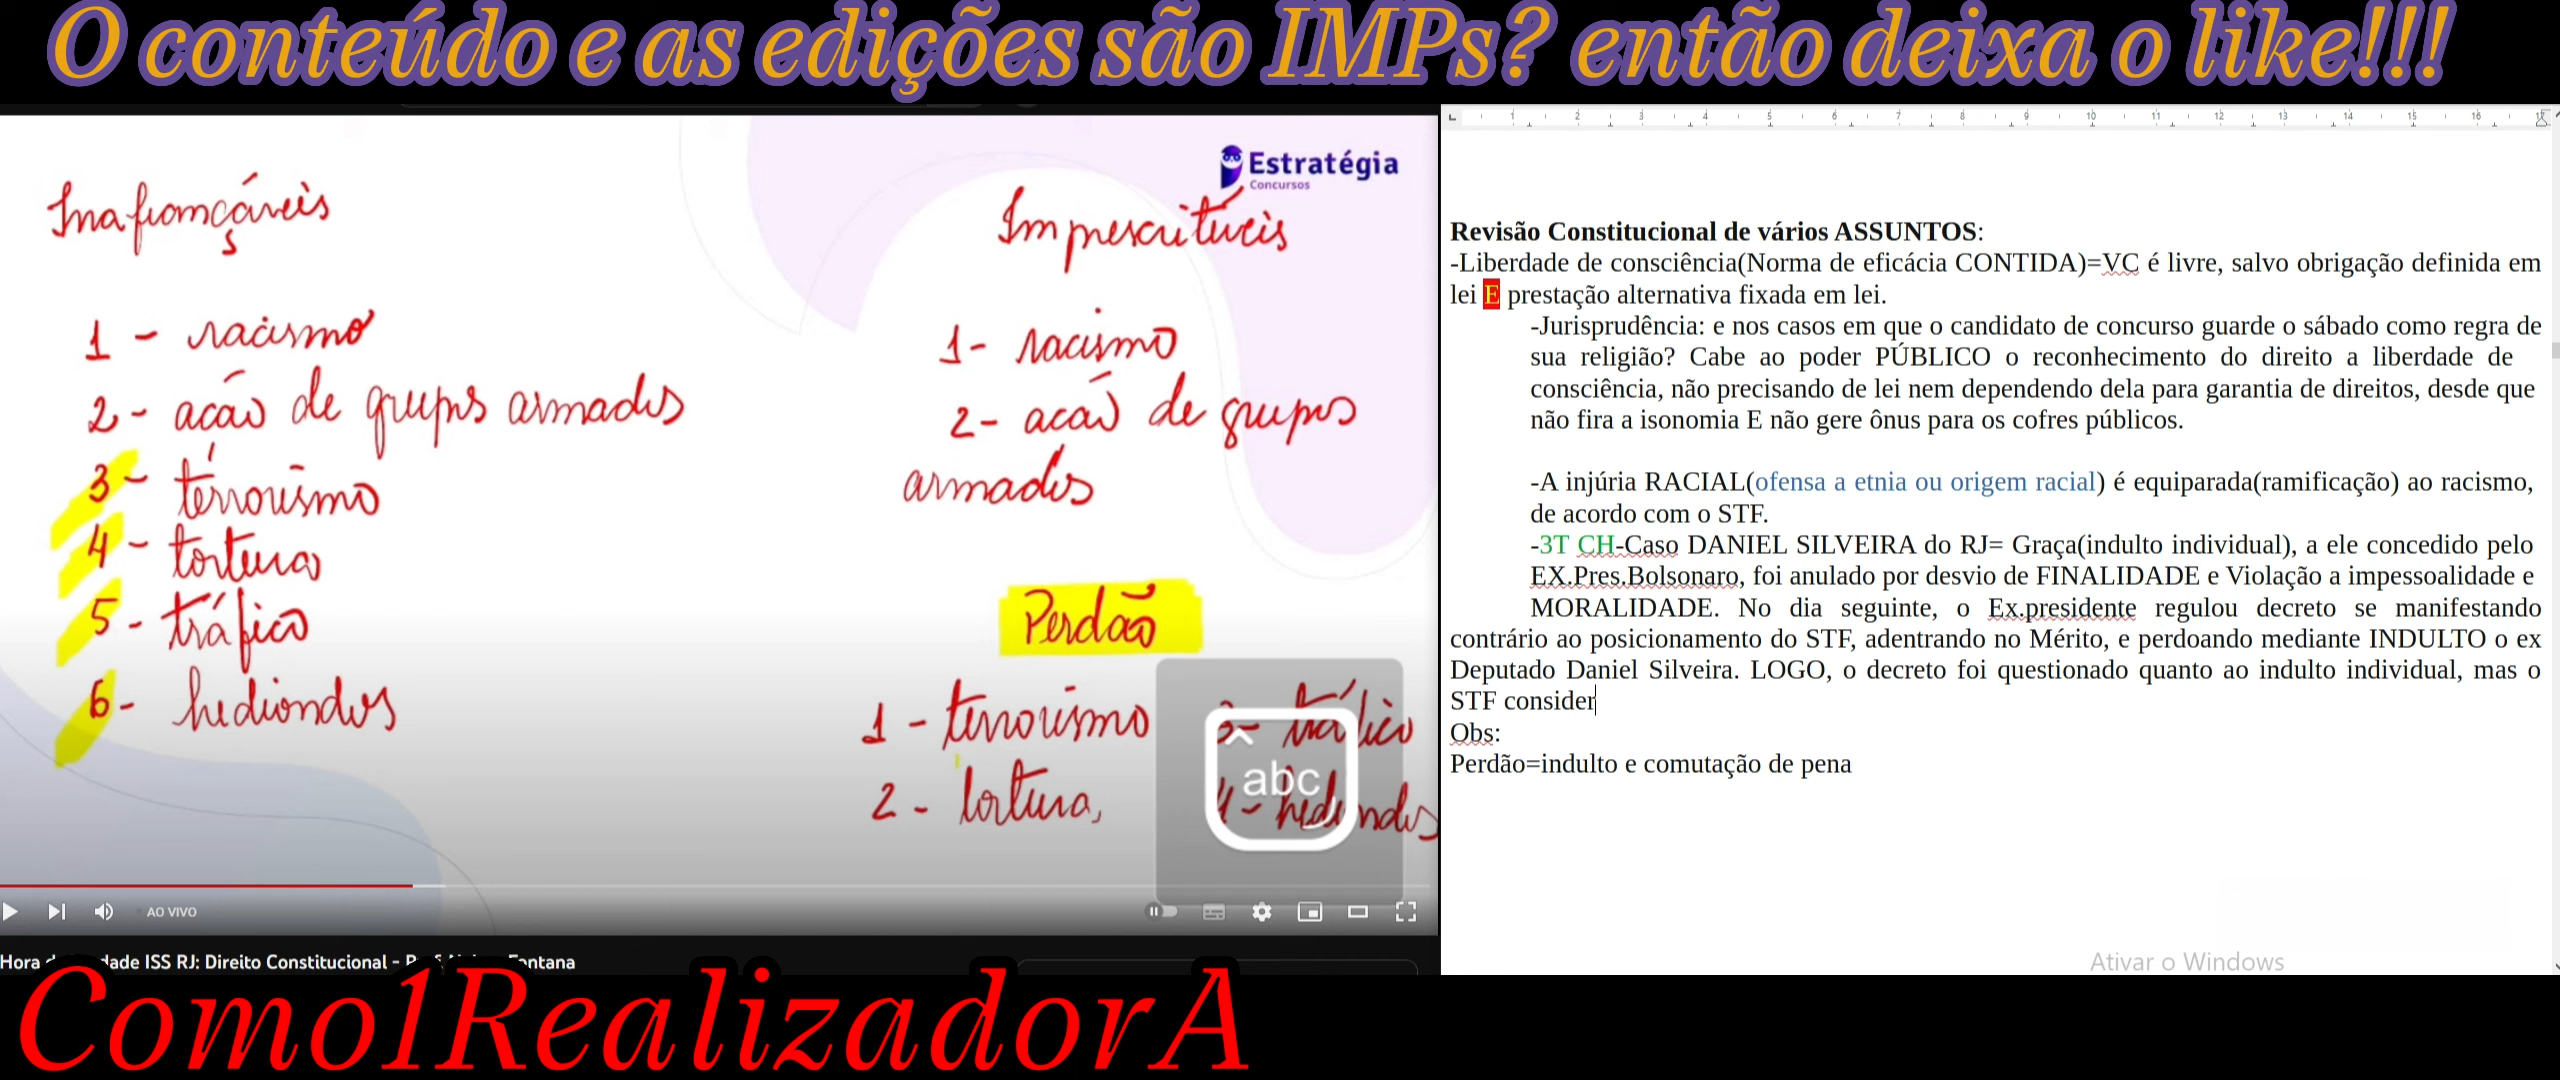 O conteúdo e as edições são IMPs? então deixa o like!!!
Estratégia
Concursos
Inafiançáveis
1 - racismo
2 - acaō de grupos armados
3 - terrorismo
4 - tortura
5 - tráfico
6 - hediondos
Imprescritíveis
1- racismo
2- acaō de grupos
armados
Perdão
1 - terrorismo
2 - tortura,
3- tráfico
4- hediondos
abc
AO VIVO
Hora ISS RJ: Direito Constitucional -
Como1RealizadorA
Revisão Constitucional de vários ASSUNTOS:
-Liberdade de consciência(Norma de eficácia CONTIDA)=VC é livre, salvo obrigação definida em
lei E prestação alternativa fixada em lei.
-Jurisprudência: e nos casos em que o candidato de concurso guarde o sábado como regra de
sua religião? Cabe ao poder PÚBLICO o reconhecimento do direito a liberdade de
consciência, não precisando de lei nem dependendo dela para garantia de direitos, desde que
não fira a isonomia E não gere ônus para os cofres públicos.
-A injúria RACIAL(ofensa a etnia ou origem racial) é equiparada(ramificação) ao racismo,
de acordo com o STF.
-3T CH-Caso DANIEL SILVEIRA do RJ= Graça(indulto individual), a ele concedido pelo
EX.Pres.Bolsonaro, foi anulado por desvio de FINALIDADE e Violação a impessoalidade e
MORALIDADE. No dia seguinte, o Ex.presidente regulou decreto se manifestando
contrário ao posicionamento do STF, adentrando no Mérito, e perdoando mediante INDULTO o ex
Deputado Daniel Silveira. LOGO, o decreto foi questionado quanto ao indulto individual, mas o
STF consider
Obs:
Perdão=indulto e comutação de pena
Ativar o Windows